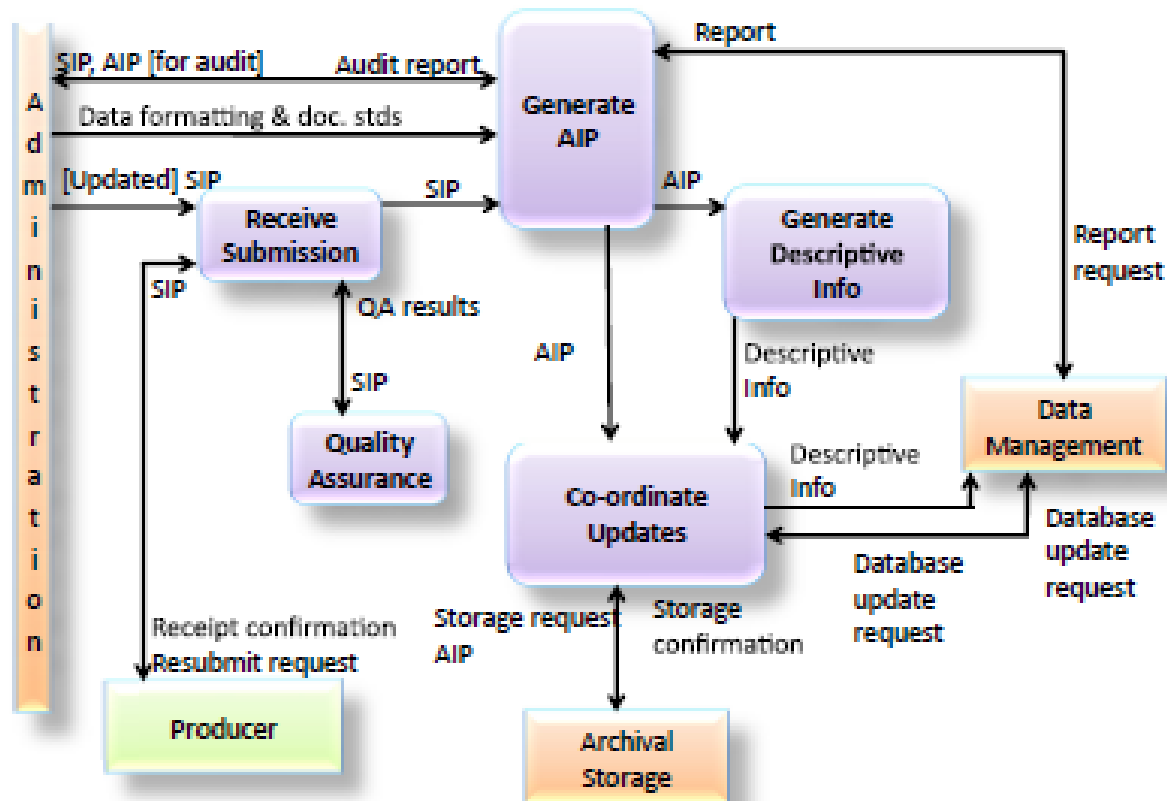 Administration
SIP, AIP [for audit]
Audit report
Data formatting & doc. stds
[Updated] SIP
SIP
Receive
Submission
SIP
QA results
SIP
Quality
Assurance
Generate
AIP
Report
AIP
Generate
Descriptive
Info
Report
request
AIP
Descriptive
Info
Data
Management
Co-ordinate
Updates
Descriptive
Info
Database
update
request
Database
update
request
Receipt confirmation
Resubmit request
Producer
Storage request
AIP
Storage
confirmation
Archival
Storage